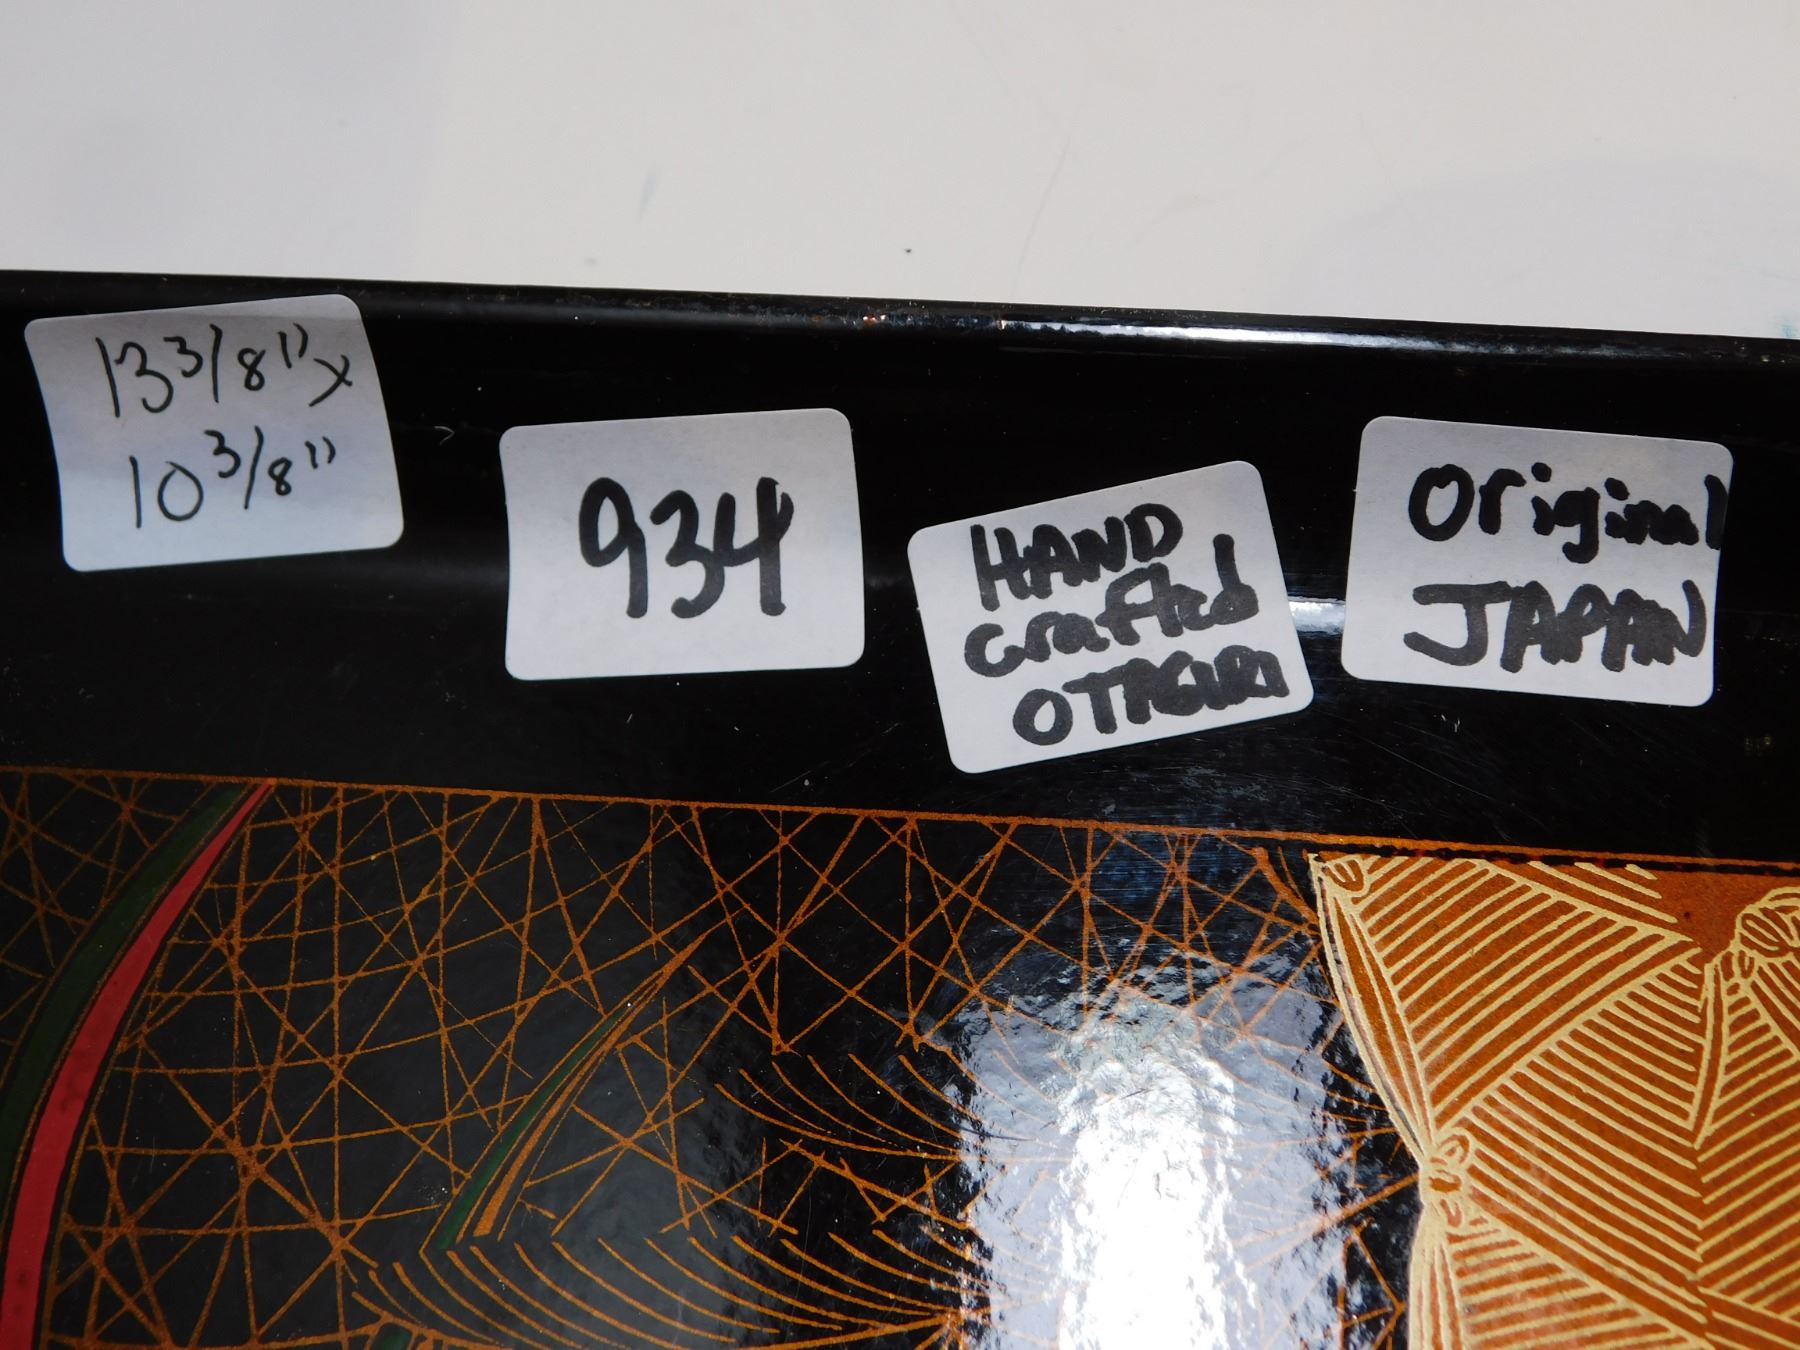 13 3/8" x
10 3/8"
934
HAND
crafted
OTAGIRI
Original
JAPAN